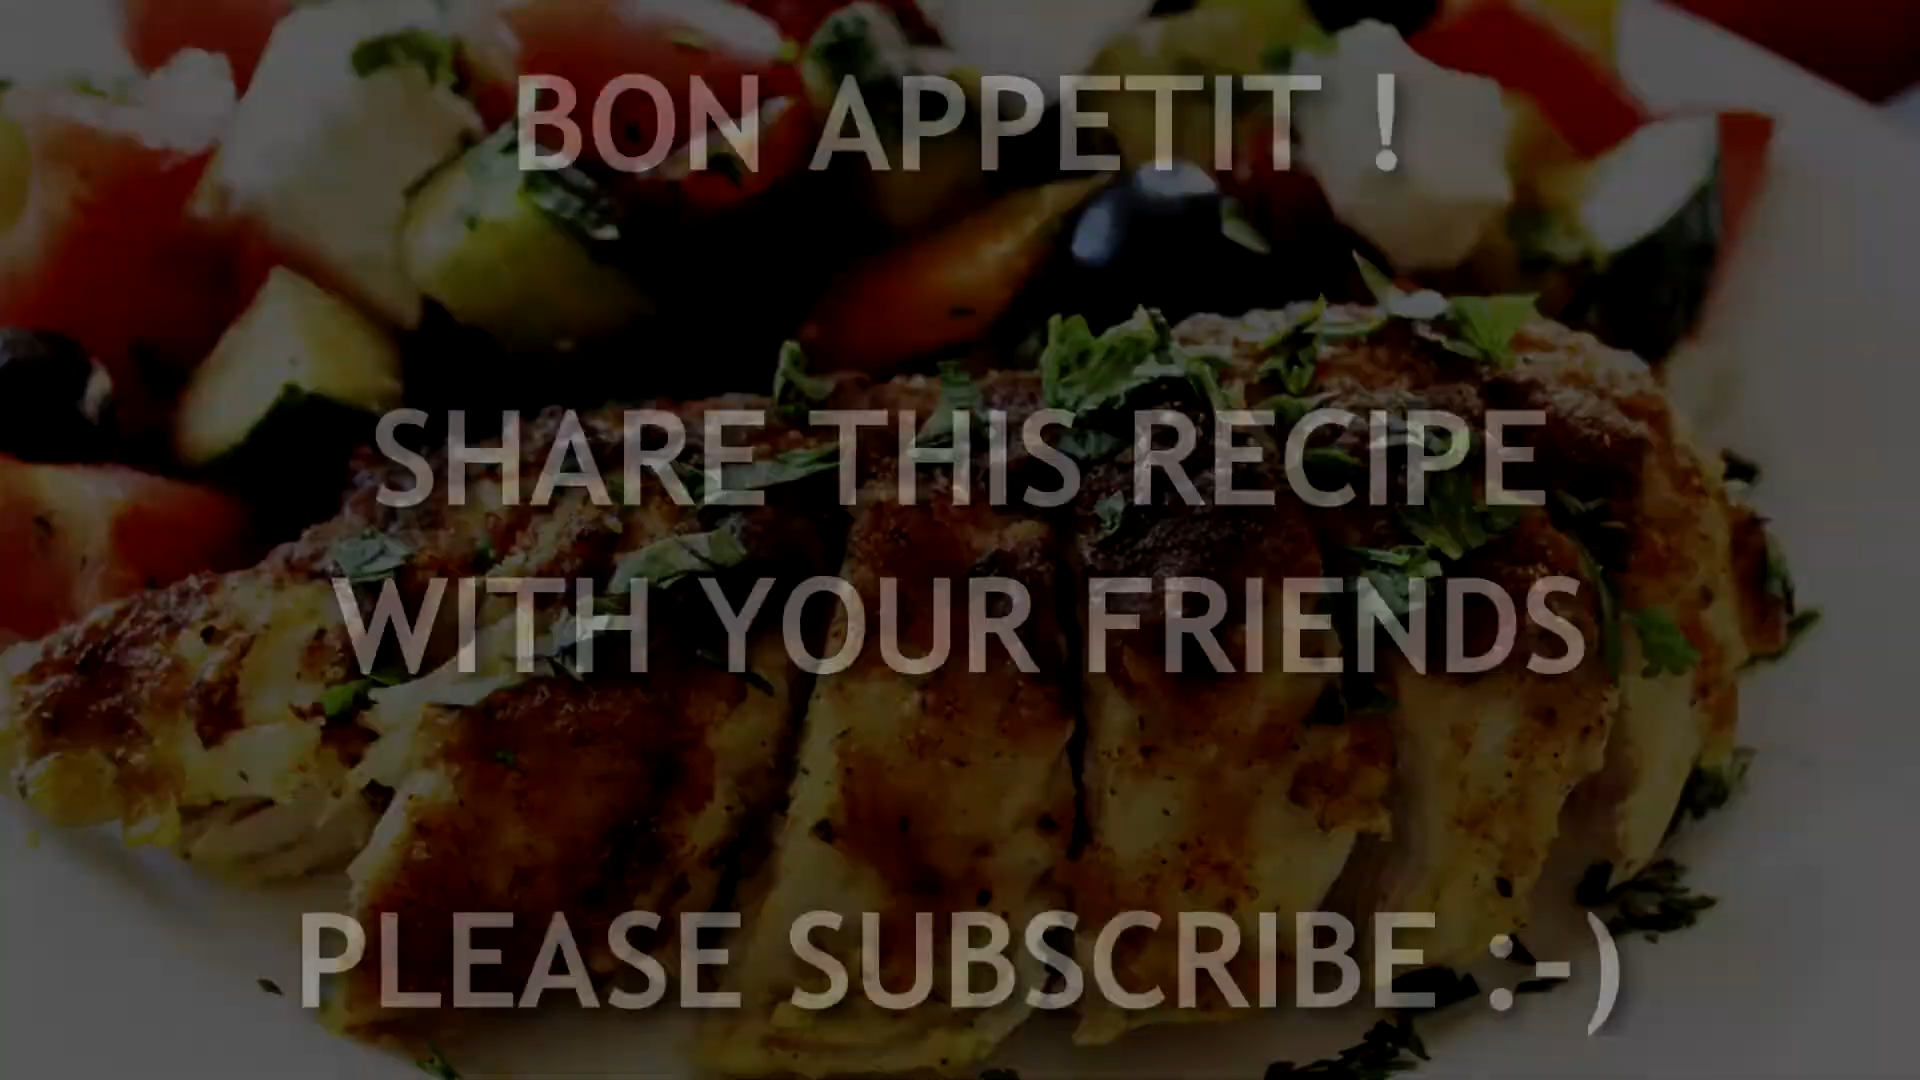 BON APPETIT !
SHARE THIS RECIPE
WITH YOUR FRIENDS
PLEASE SUBSCRIBE :-)